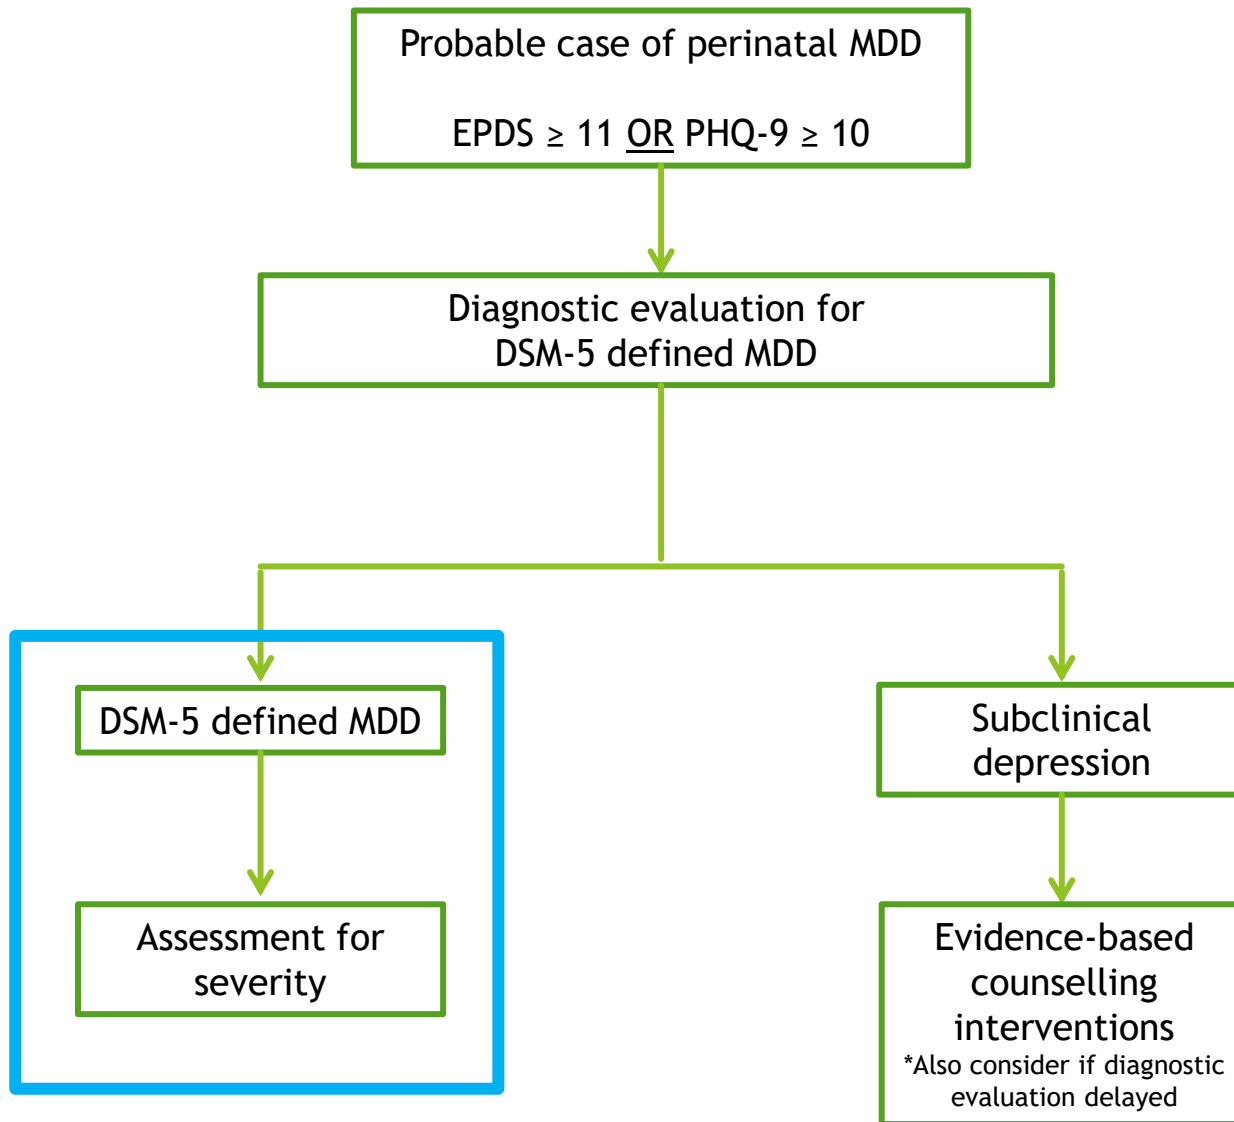 Probable case of perinatal MDD
EPDS ≥ 11 OR PHQ-9 ≥ 10
Diagnostic evaluation for
DSM-5 defined MDD
DSM-5 defined MDD
Assessment for
severity
Subclinical
depression
Evidence-based
counselling
interventions
*Also consider if diagnostic
evaluation delayed